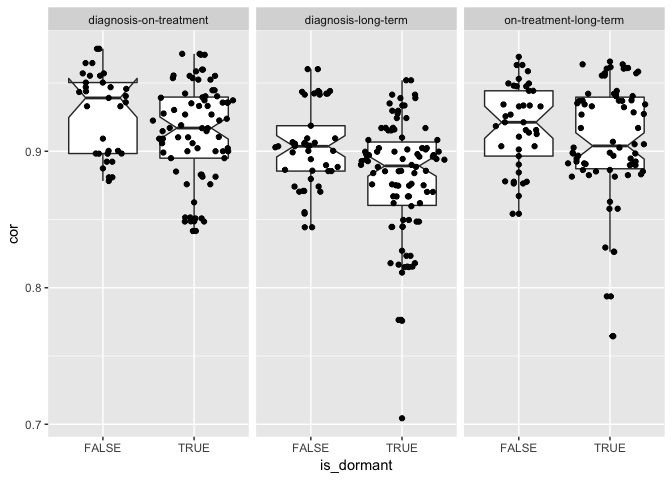 diagnosis-on-treatment
diagnosis-long-term
on-treatment-long-term
cor
0.9
0.8
0.7
FALSE
TRUE
FALSE
TRUE
FALSE
TRUE
is_dormant